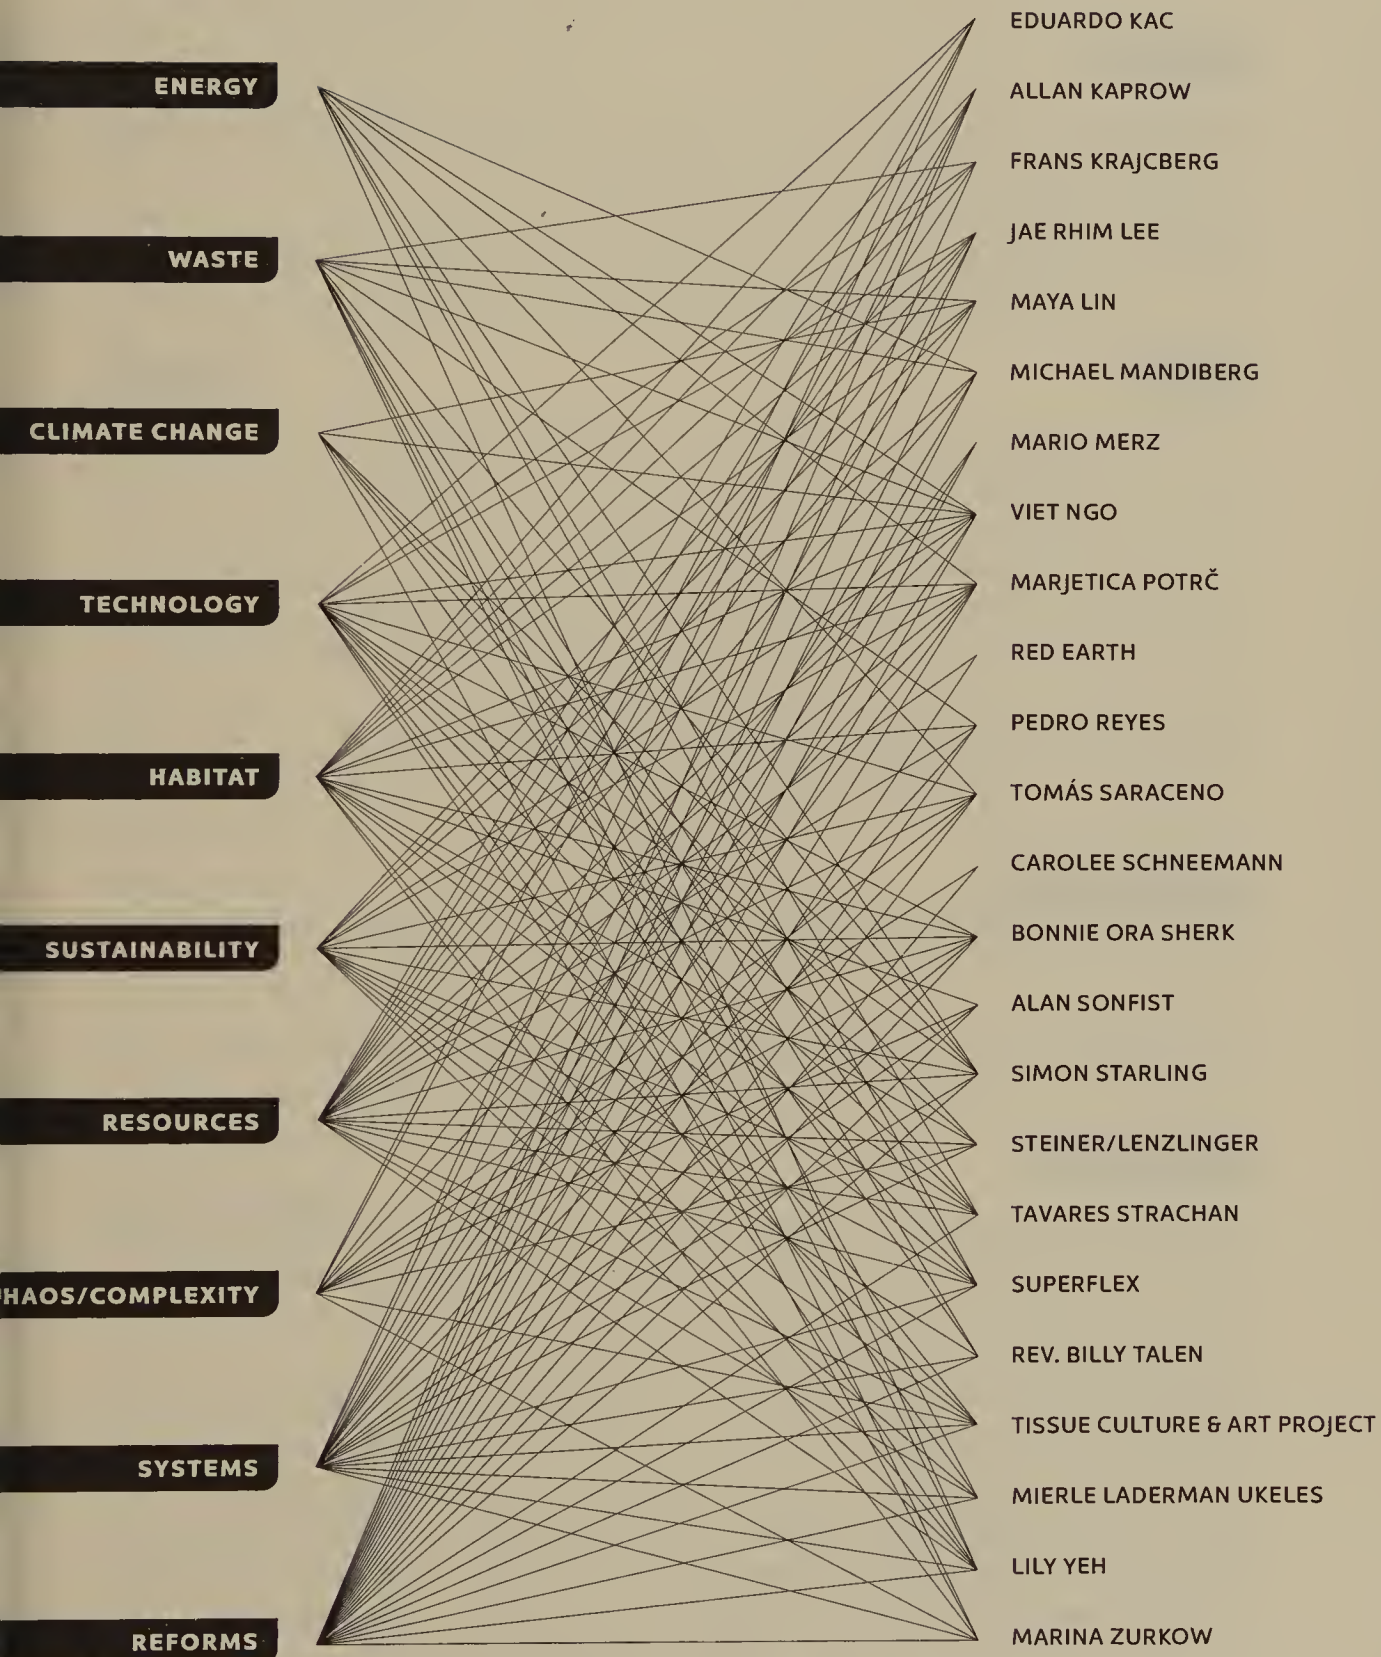 ENERGY
WASTE
CLIMATE CHANGE
TECHNOLOGY
HABITAT
SUSTAINABILITY
RESOURCES
HAOS/COMPLEXITY
SYSTEMS
REFORMS
EDUARDO KAC
ALLAN KAPROW
FRANS KRAJCBERG
JAE RHIM LEE
MAYA LIN
MICHAEL MANDIBERG
MARIO MERZ
VIET NGO
MARJETICA POTRČ
RED EARTH
PEDRO REYES
TOMÁS SARACENO
CAROLEE SCHNEEMANN
BONNIE ORA SHERK
ALAN SONFIST
SIMON STARLING
STEINER/LENZLINGER
TAVARES STRACHAN
SUPERFLEX
REV. BILLY TALEN
TISSUE CULTURE & ART PROJECT
MIERLE LADERMAN UKELES
LILY YEH
MARINA ZURKOW